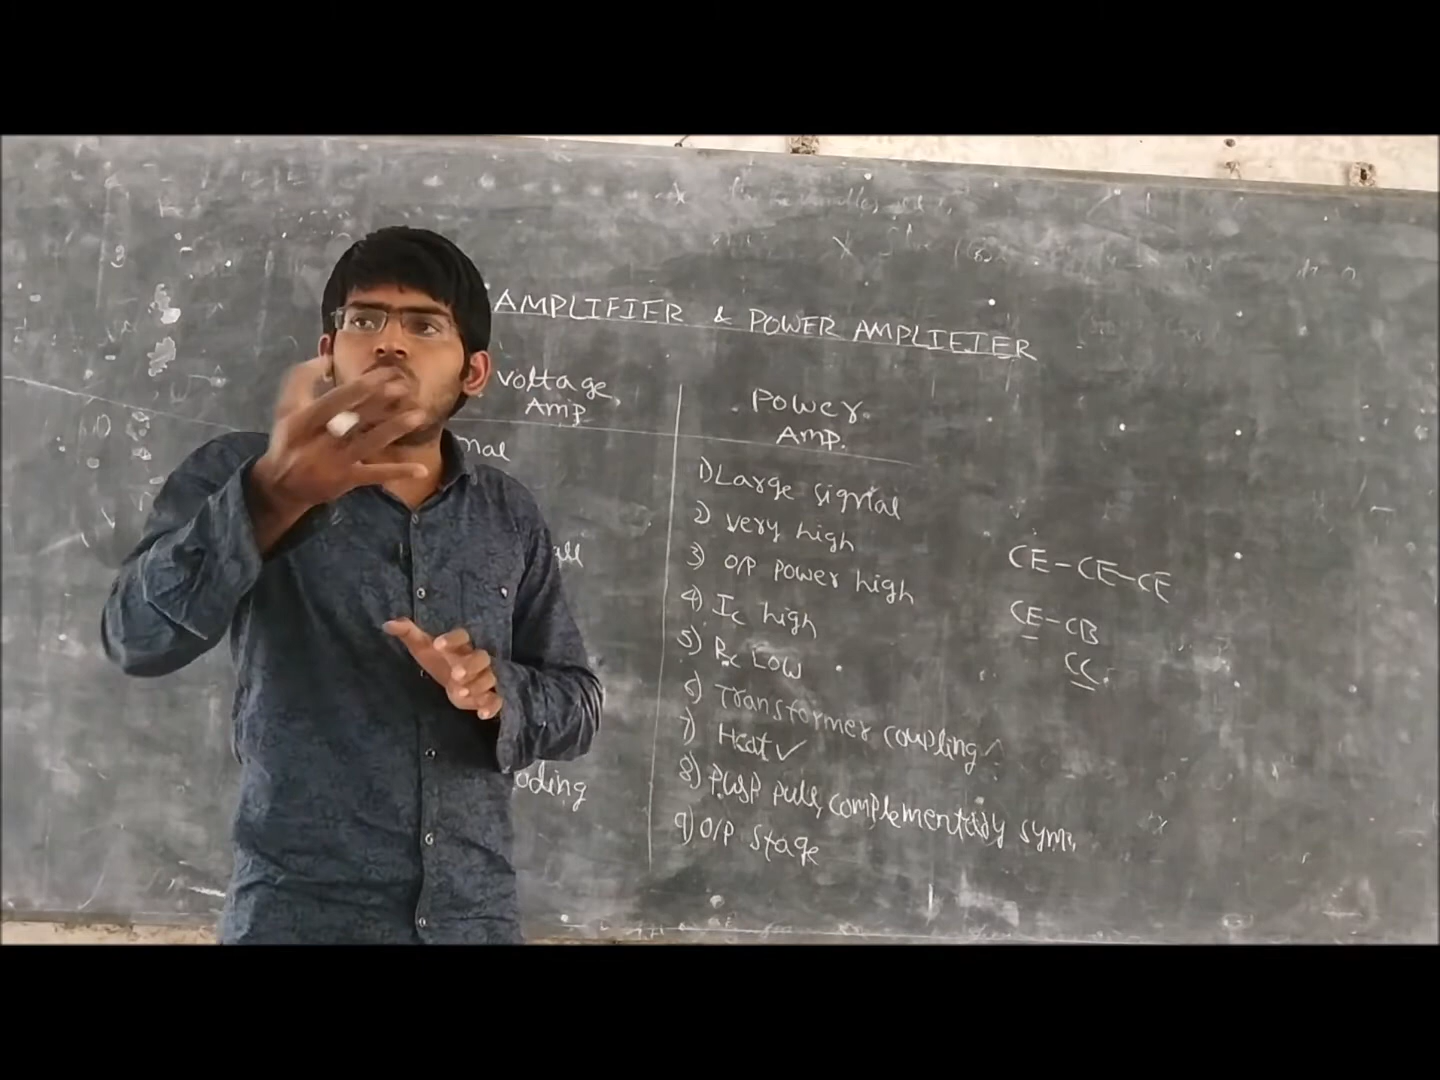 AMPLIFIER & POWER AMPLIFIER
Voltage
Amp
Power
Amp.
1) Large signal
2) very high
3) O/P power high
4) Ic high
5) Rc Low
6) Transformer coupling
7) Heat ✓
8) Push pull, complementary sym.
9) O/P stage
CE-CE-CE
CE-CB
CC